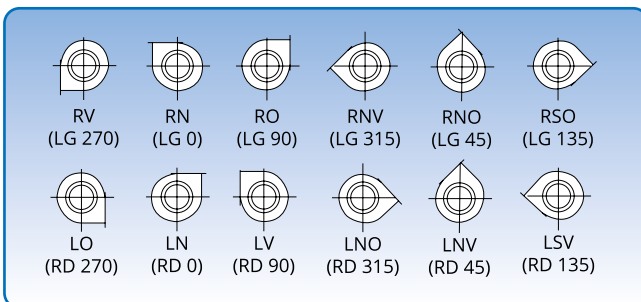 RV RN RO RNV RNO RSO
(LG 270) (LG 0) (LG 90) (LG 315) (LG 45) (LG 135)
LO LN LV LNO LNV LSV
(RD 270) (RD 0) (RD 90) (RD 315) (RD 45) (RD 135)